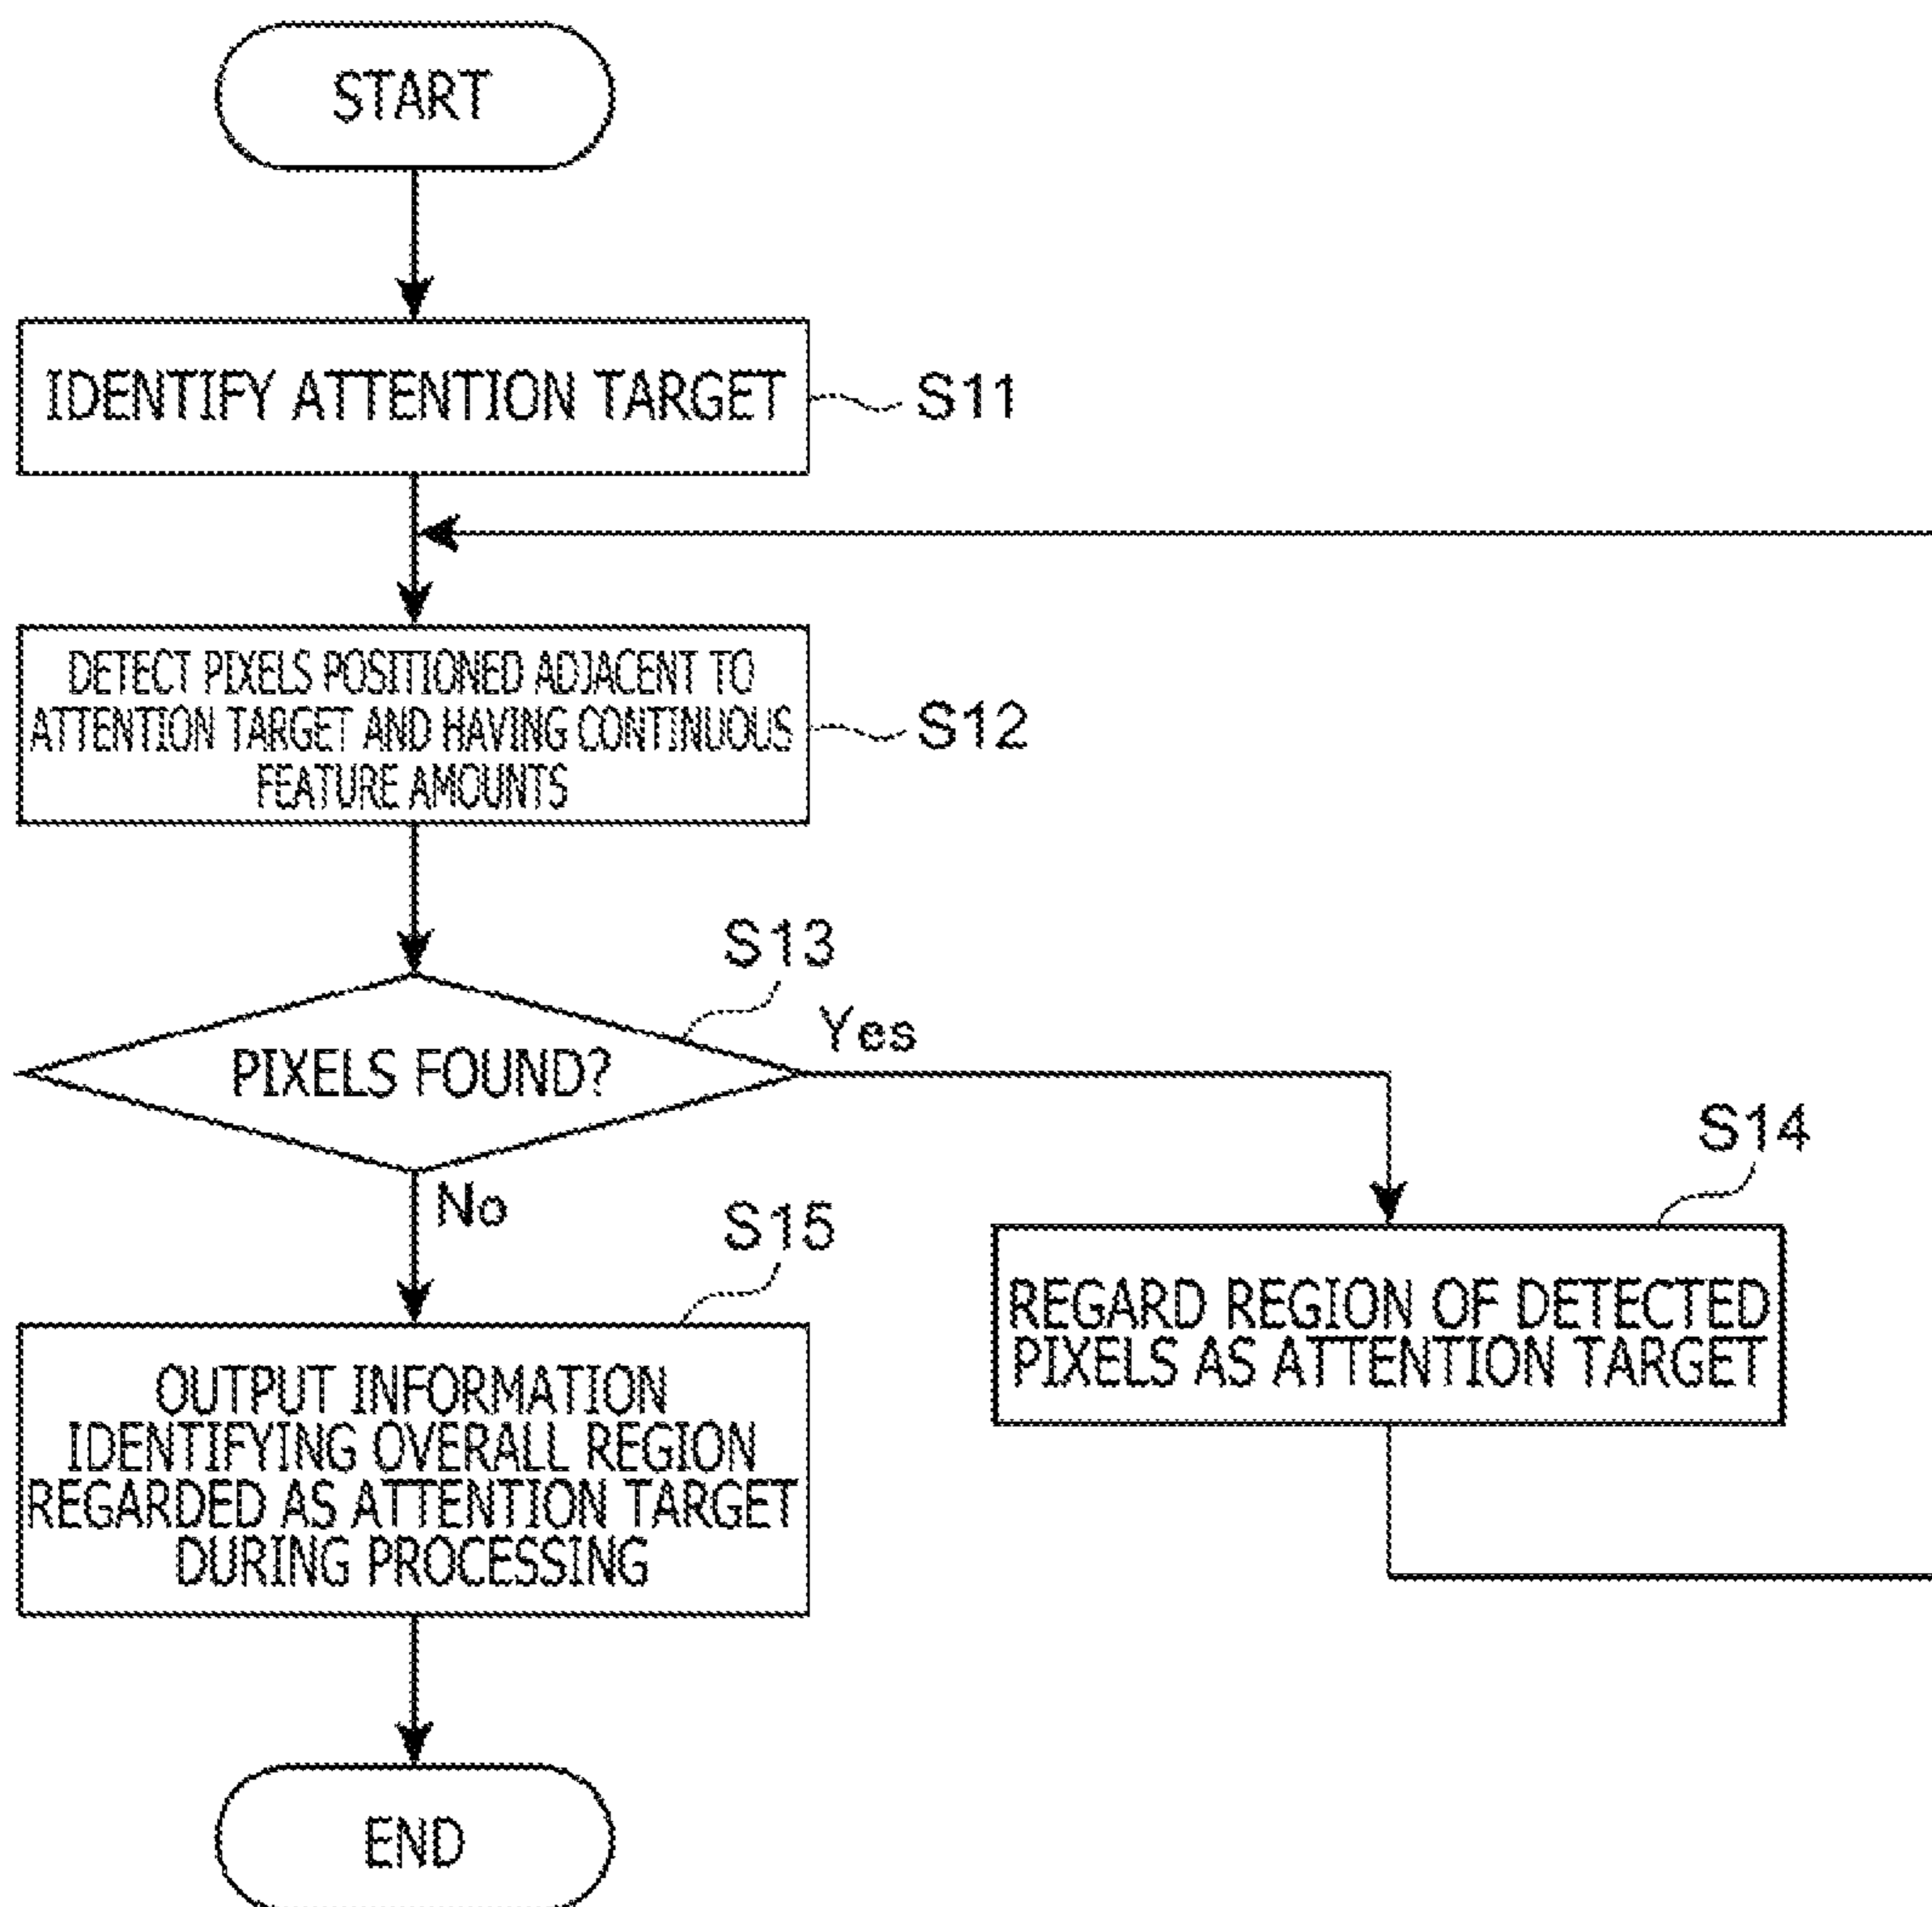 START
IDENTIFY ATTENTION TARGET
S11
DETECT PIXELS POSITIONED ADJACENT TO
ATTENTION TARGET AND HAVING CONTINUOUS
FEATURE AMOUNTS
S12
S13
PIXELS FOUND?
Yes
No
S14
REGARD REGION OF DETECTED
PIXELS AS ATTENTION TARGET
S15
OUTPUT INFORMATION
IDENTIFYING OVERALL REGION
REGARDED AS ATTENTION TARGET
DURING PROCESSING
END